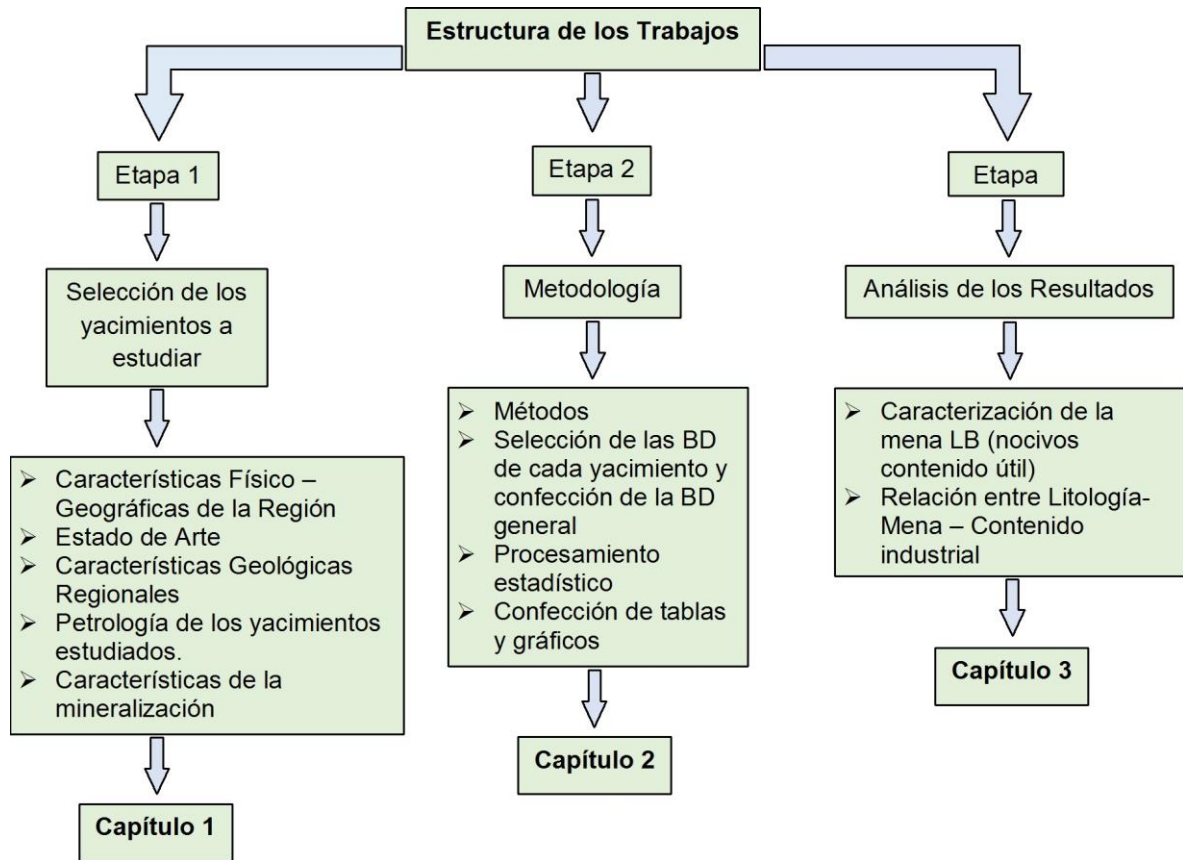 Estructura de los Trabajos
Etapa 1
Selección de los
yacimientos a
estudiar
➢ Características Físico –
Geográficas de la Región
➢ Estado de Arte
➢ Características Geológicas
Regionales
➢ Petrología de los yacimientos
estudiados.
➢ Características de la
mineralización
Capítulo 1
Etapa 2
Metodología
➢ Métodos
➢ Selección de las BD
de cada yacimiento y
confección de la BD
general
➢ Procesamiento
estadístico
➢ Confección de tablas
y gráficos
Capítulo 2
Etapa
Análisis de los Resultados
➢ Caracterización de la
mena LB (nocivos
contenido útil)
➢ Relación entre Litología-
Mena – Contenido
industrial
Capítulo 3